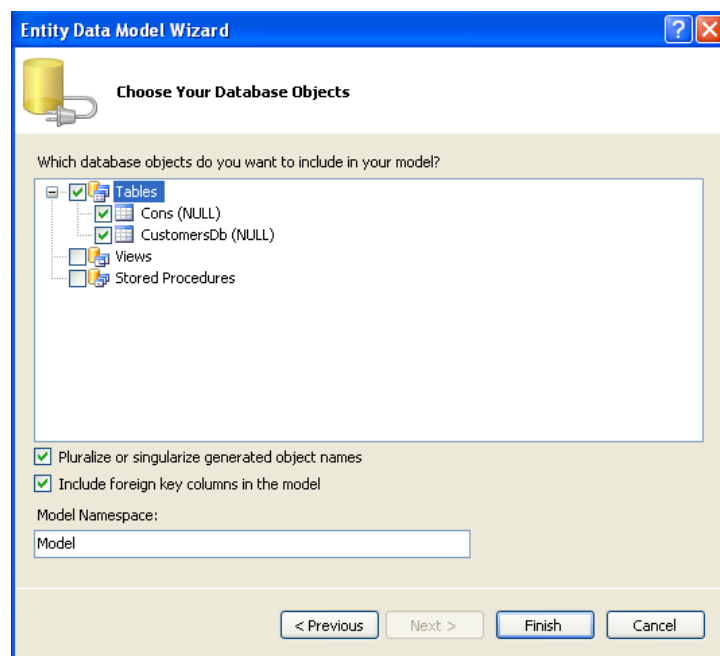 Entity Data Model Wizard
Choose Your Database Objects
Which database objects do you want to include in your model?
Tables
Cons (NULL)
CustomersDb (NULL)
Views
Stored Procedures
Pluralize or singularize generated object names
Include foreign key columns in the model
Model Namespace:
Model
< Previous Next > Finish Cancel